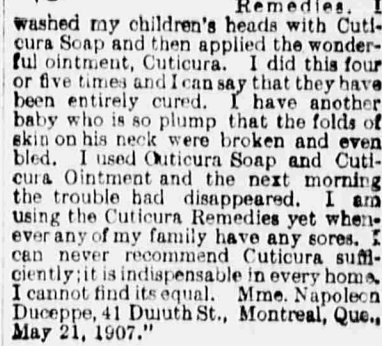 Remedies. I
washed my children's heads with Cuti-
cura Soap and then applied the wonder-
ful ointment, Cuticura. I did this four
or five times and I can say that they have
been entirely cured. I have another
baby who is so plump that the folds of
skin on his neck were broken and even
bled. I used Cuticura Soap and Cuti-
cura Ointment and the next morning
the trouble had disappeared. I am
using the Cuticura Remedies yet when-
ever any of my family have any sores. I
can never recommend Cuticura suffi-
ciently; it is indispensable in every home.
I cannot find its equal. Mme. Napoleon
Duceppe, 41 Duluth St., Montreal, Que.,
May 21, 1907."